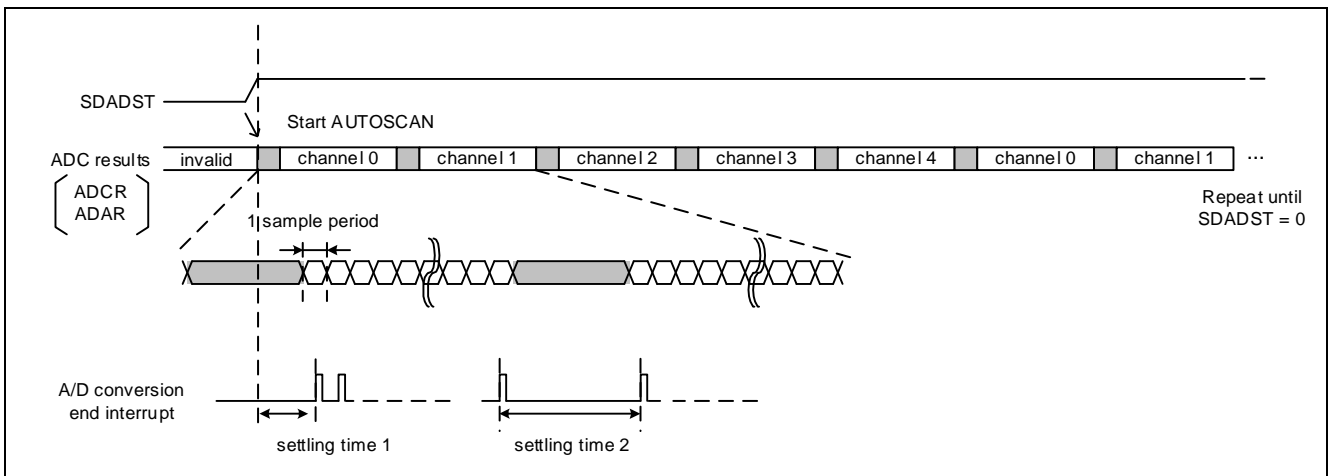 SDADST
Start AUTOSCAN
ADC results
ADCR
ADAR
invalid
channel 0
channel 1
channel 2
channel 3
channel 4
channel 0
channel 1
...
Repeat until
SDADST = 0
1 sample period
A/D conversion
end interrupt
settling time 1
settling time 2